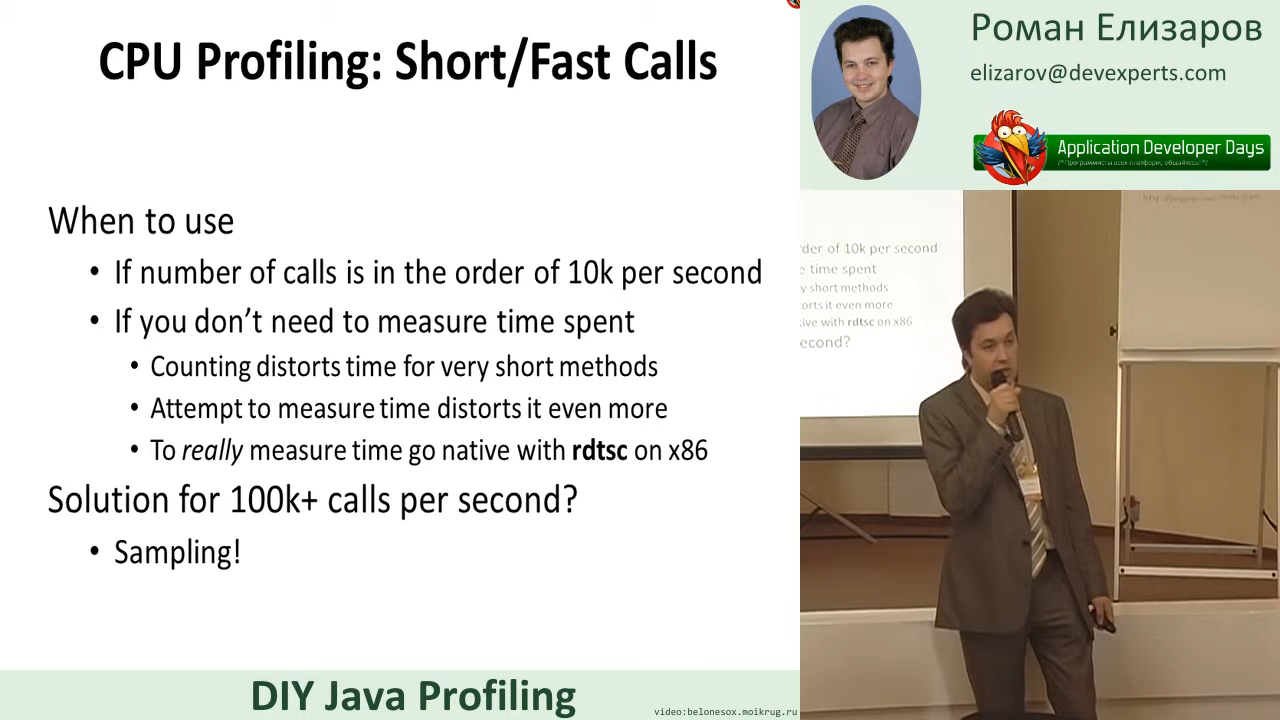 CPU Profiling: Short/Fast Calls
When to use
• If number of calls is in the order of 10k per second
• If you don’t need to measure time spent
• Counting distorts time for very short methods
• Attempt to measure time distorts it even more
• To really measure time go native with rdtsc on x86
Solution for 100k+ calls per second?
• Sampling!
DIY Java Profiling
video:belonesox.moikrug.ru
Роман Елизаров
elizarov@devexperts.com
Application Developer Days
/*Программисты всех платформ, общайтесь!*/
der of 10k per second
e time spent
y short methods
orts it even more
ive with rdtsc on x86
econd?